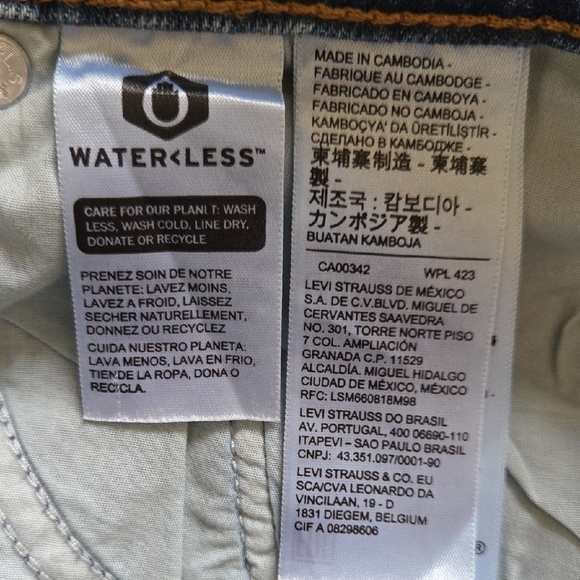 WATER<LESS™
CARE FOR OUR PLANET: WASH
LESS, WASH COLD, LINE DRY,
DONATE OR RECYCLE
PRENEZ SOIN DE NOTRE
PLANETE: LAVEZ MOINS,
LAVEZ A FROID, LAISSEZ
SECHER NATURELLEMENT,
DONNEZ OU RECYCLEZ
CUIDA NUESTRO PLANETA:
LAVA MENOS, LAVA EN FRIO,
TIENDE LA ROPA, DONA O
RECICLA.
MADE IN CAMBODIA -
FABRIQUE AU CAMBODGE -
FABRICADO EN CAMBOYA -
FABRICADO NO CAMBOJA -
KAMBOÇYA' DA ÜRETİLİŞTİR -
СДЕЛАНО В КАМБОДЖЕ -
柬埔寨制造 - 柬埔寨
製 -
제조국 : 캄보디아 -
カンボジア製 -
BUATAN KAMBOJA
CA00342 WPL 423
LEVI STRAUSS DE MÉXICO
S.A. DE C.V.BLVD. MIGUEL DE
CERVANTES SAAVEDRA
NO. 301, TORRE NORTE PISO
7 COL. AMPLIACIÓN
GRANADA C.P. 11529
ALCALDÍA. MIGUEL HIDALGO
CIUDAD DE MÉXICO, MÉXICO
RFC: LSM660818M98
LEVI STRAUSS DO BRASIL
AV. PORTUGAL, 400 06690-110
ITAPEVI – SAO PAULO BRASIL
CNPJ: 43.351.097/0001-90
LEVI STRAUSS & CO. EU
SCA/CVA LEONARDO DA
VINCILAAN, 19 - D
1831 DIEGEM, BELGIUM
CIF A 08298606
®